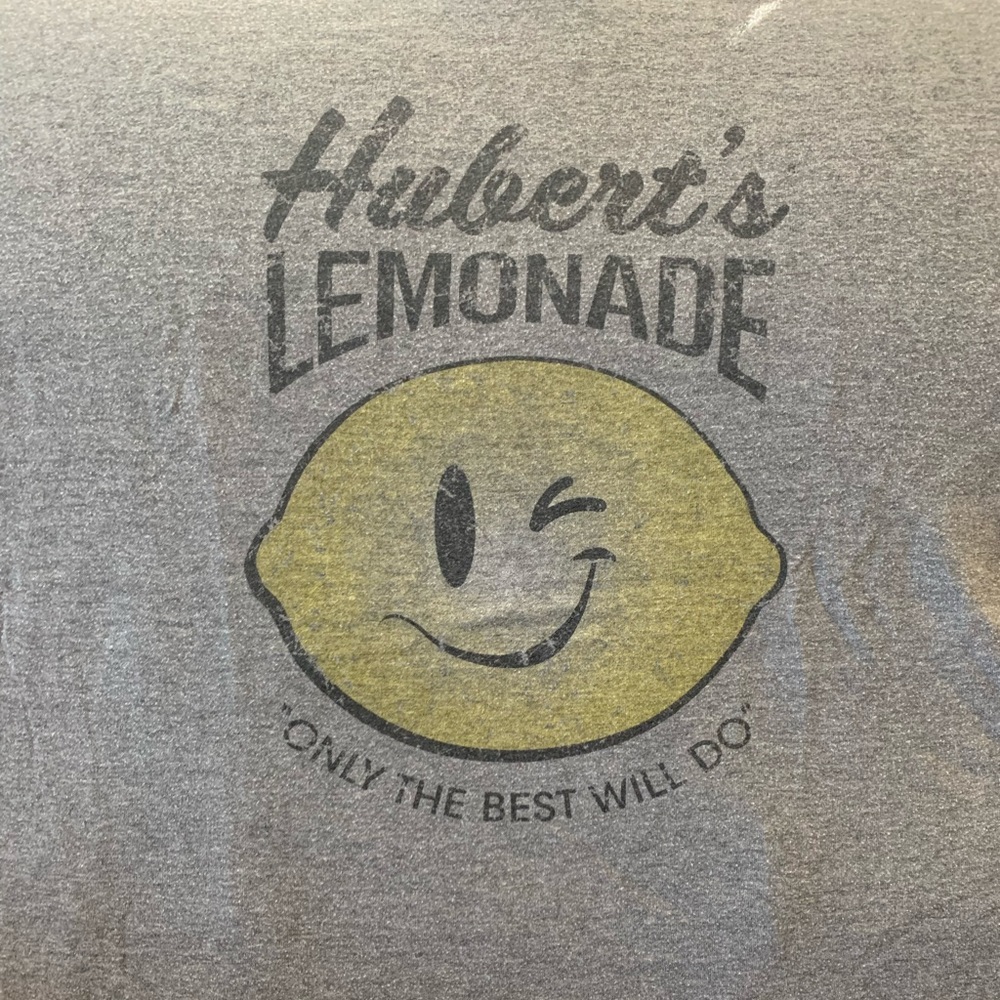 Hubert's
LEMONADE
"ONLY THE BEST WILL DO"